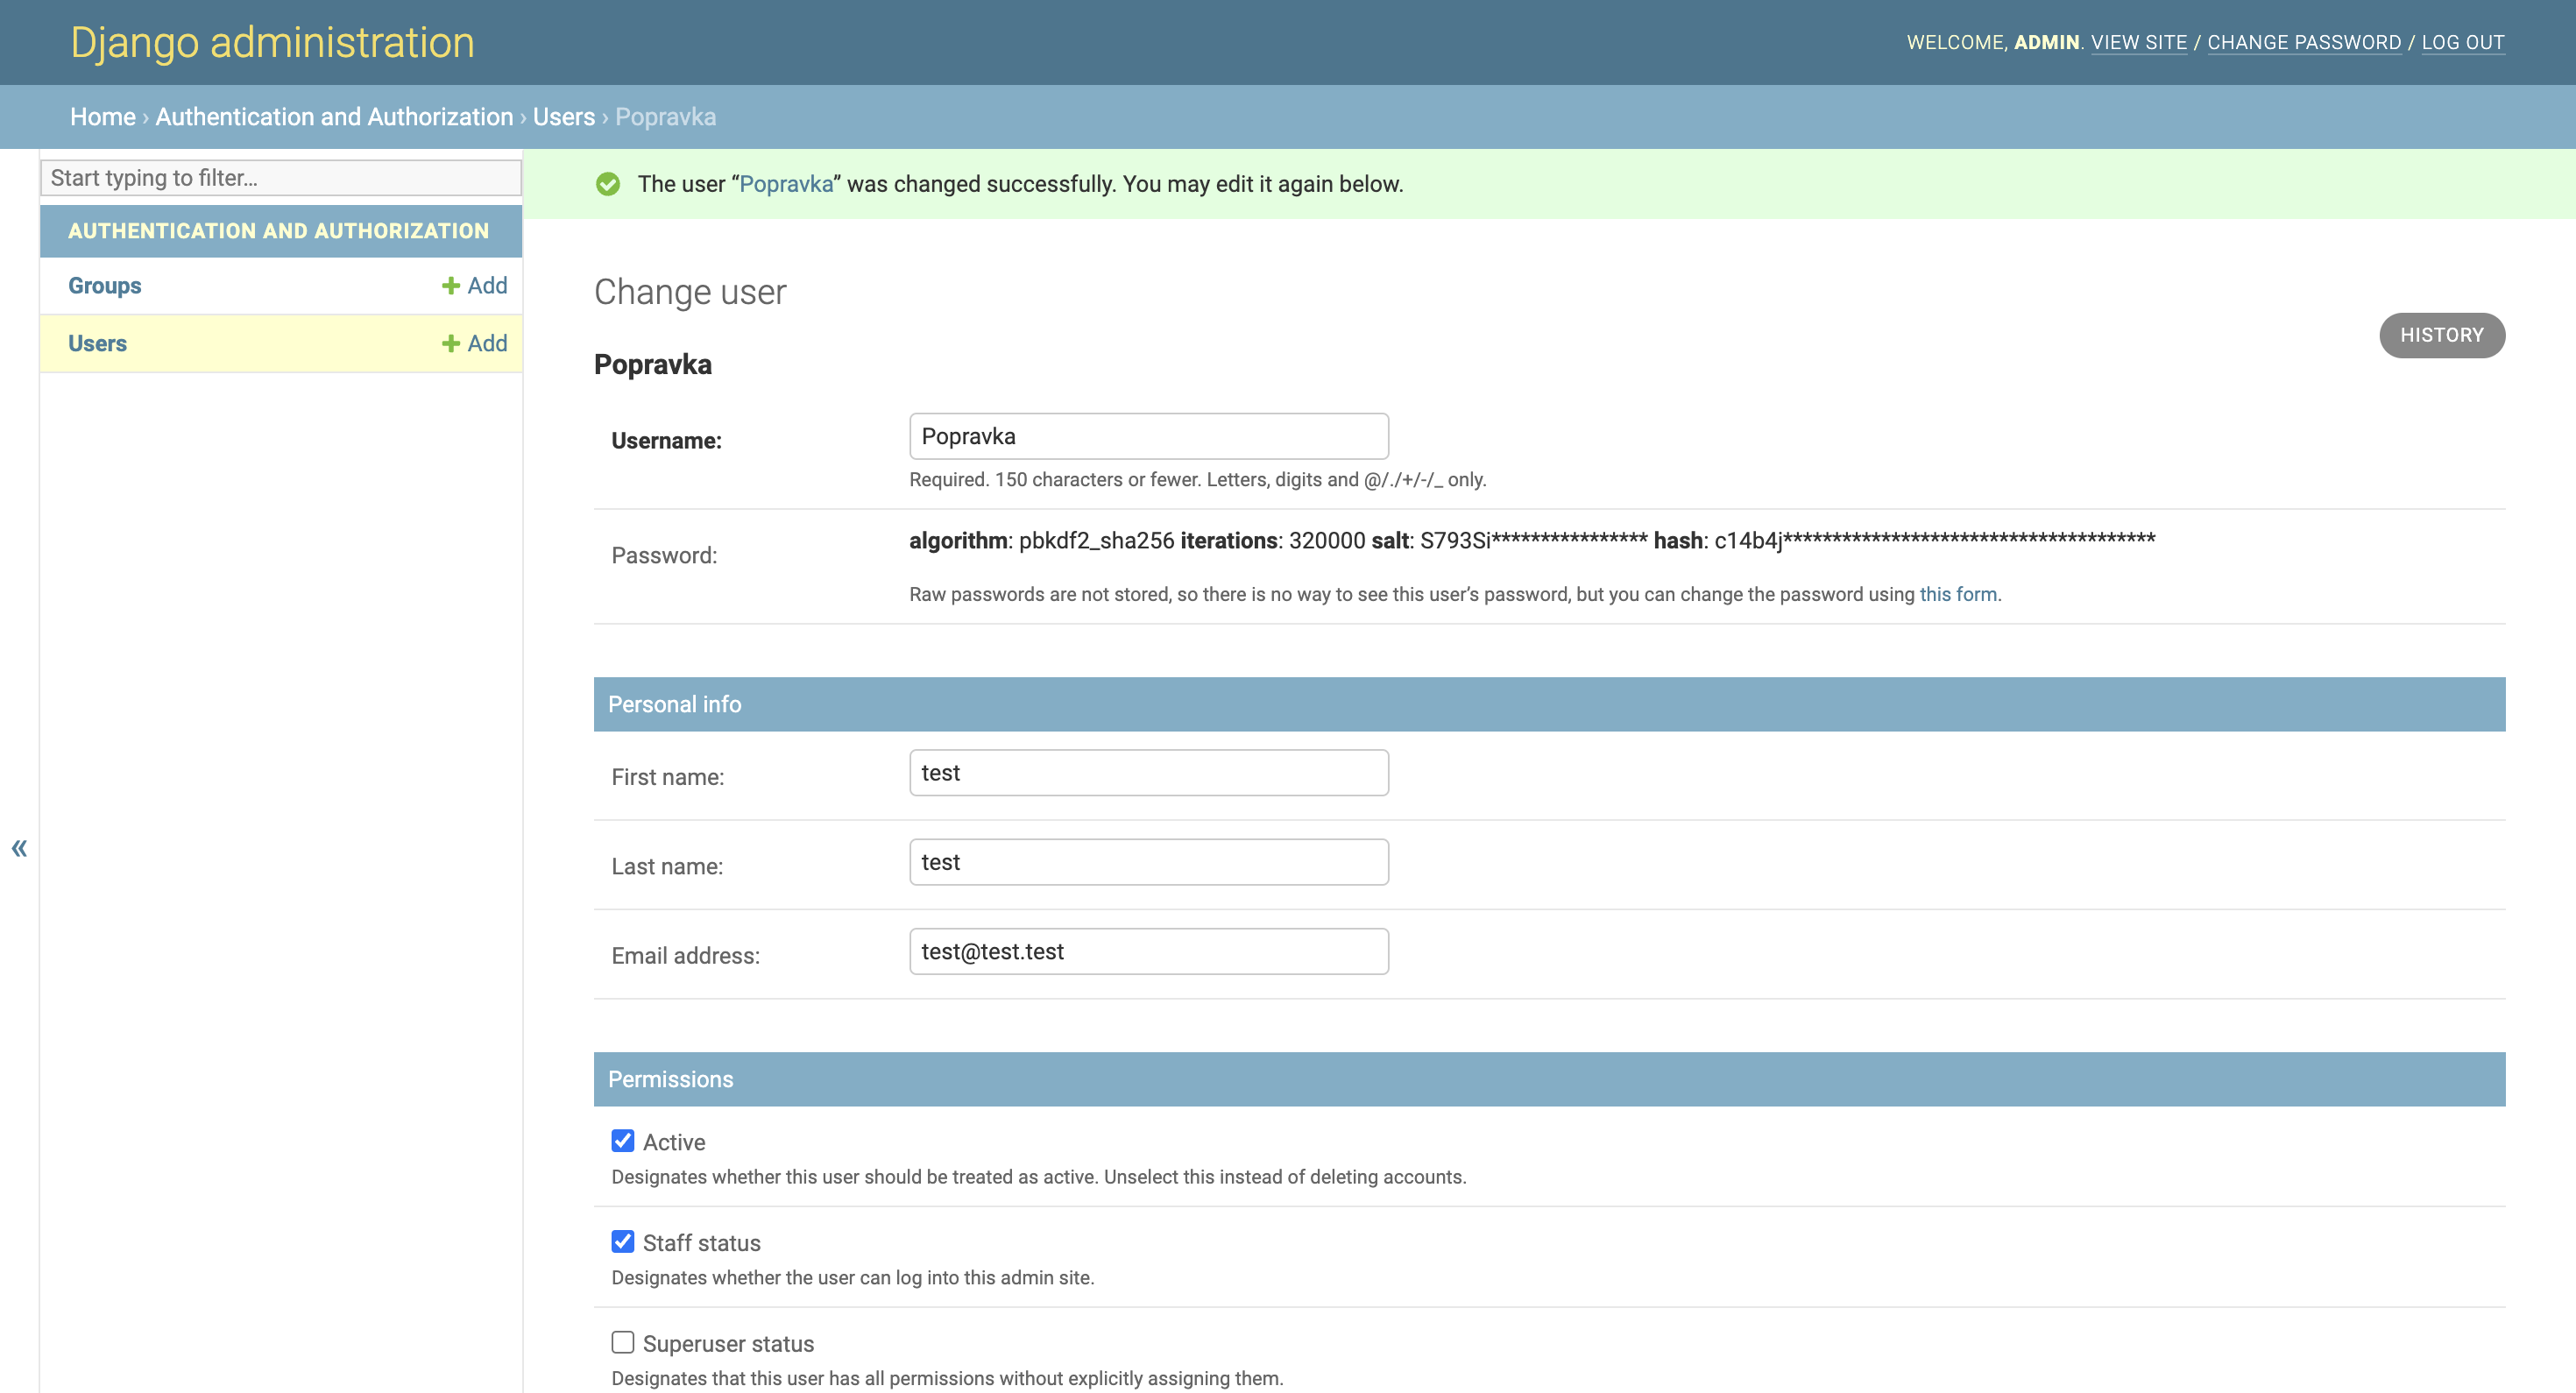 Django administration
WELCOME, ADMIN. VIEW SITE / CHANGE PASSWORD / LOG OUT
Home › Authentication and Authorization › Users › Popravka
Start typing to filter...
AUTHENTICATION AND AUTHORIZATION
Groups + Add
Users + Add
«
The user “Popravka” was changed successfully. You may edit it again below.
Change user
HISTORY
Popravka
Username: Popravka
Required. 150 characters or fewer. Letters, digits and @/./+/-/_ only.
Password: algorithm: pbkdf2_sha256 iterations: 320000 salt: S793Si**************** hash: c14b4j**************************************
Raw passwords are not stored, so there is no way to see this user’s password, but you can change the password using this form.
Personal info
First name: test
Last name: test
Email address: test@test.test
Permissions
Active
Designates whether this user should be treated as active. Unselect this instead of deleting accounts.
Staff status
Designates whether the user can log into this admin site.
Superuser status
Designates that this user has all permissions without explicitly assigning them.